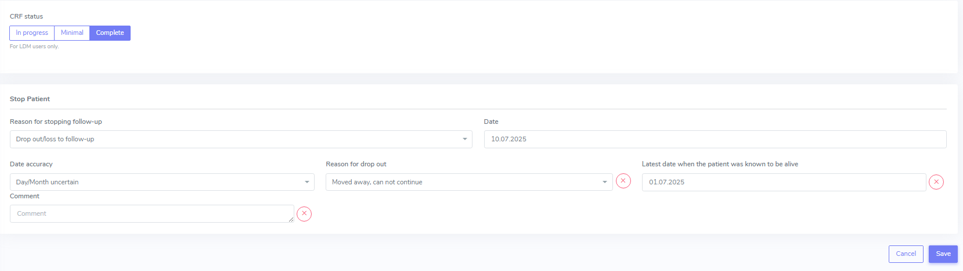 CRF status
In progress Minimal Complete
For LDM users only.
Stop Patient
Reason for stopping follow-up Date
Drop out/loss to follow-up 10.07.2025
Date accuracy Reason for drop out Latest date when the patient was known to be alive
Day/Month uncertain Moved away, can not continue 01.07.2025
Comment
Comment
Cancel Save